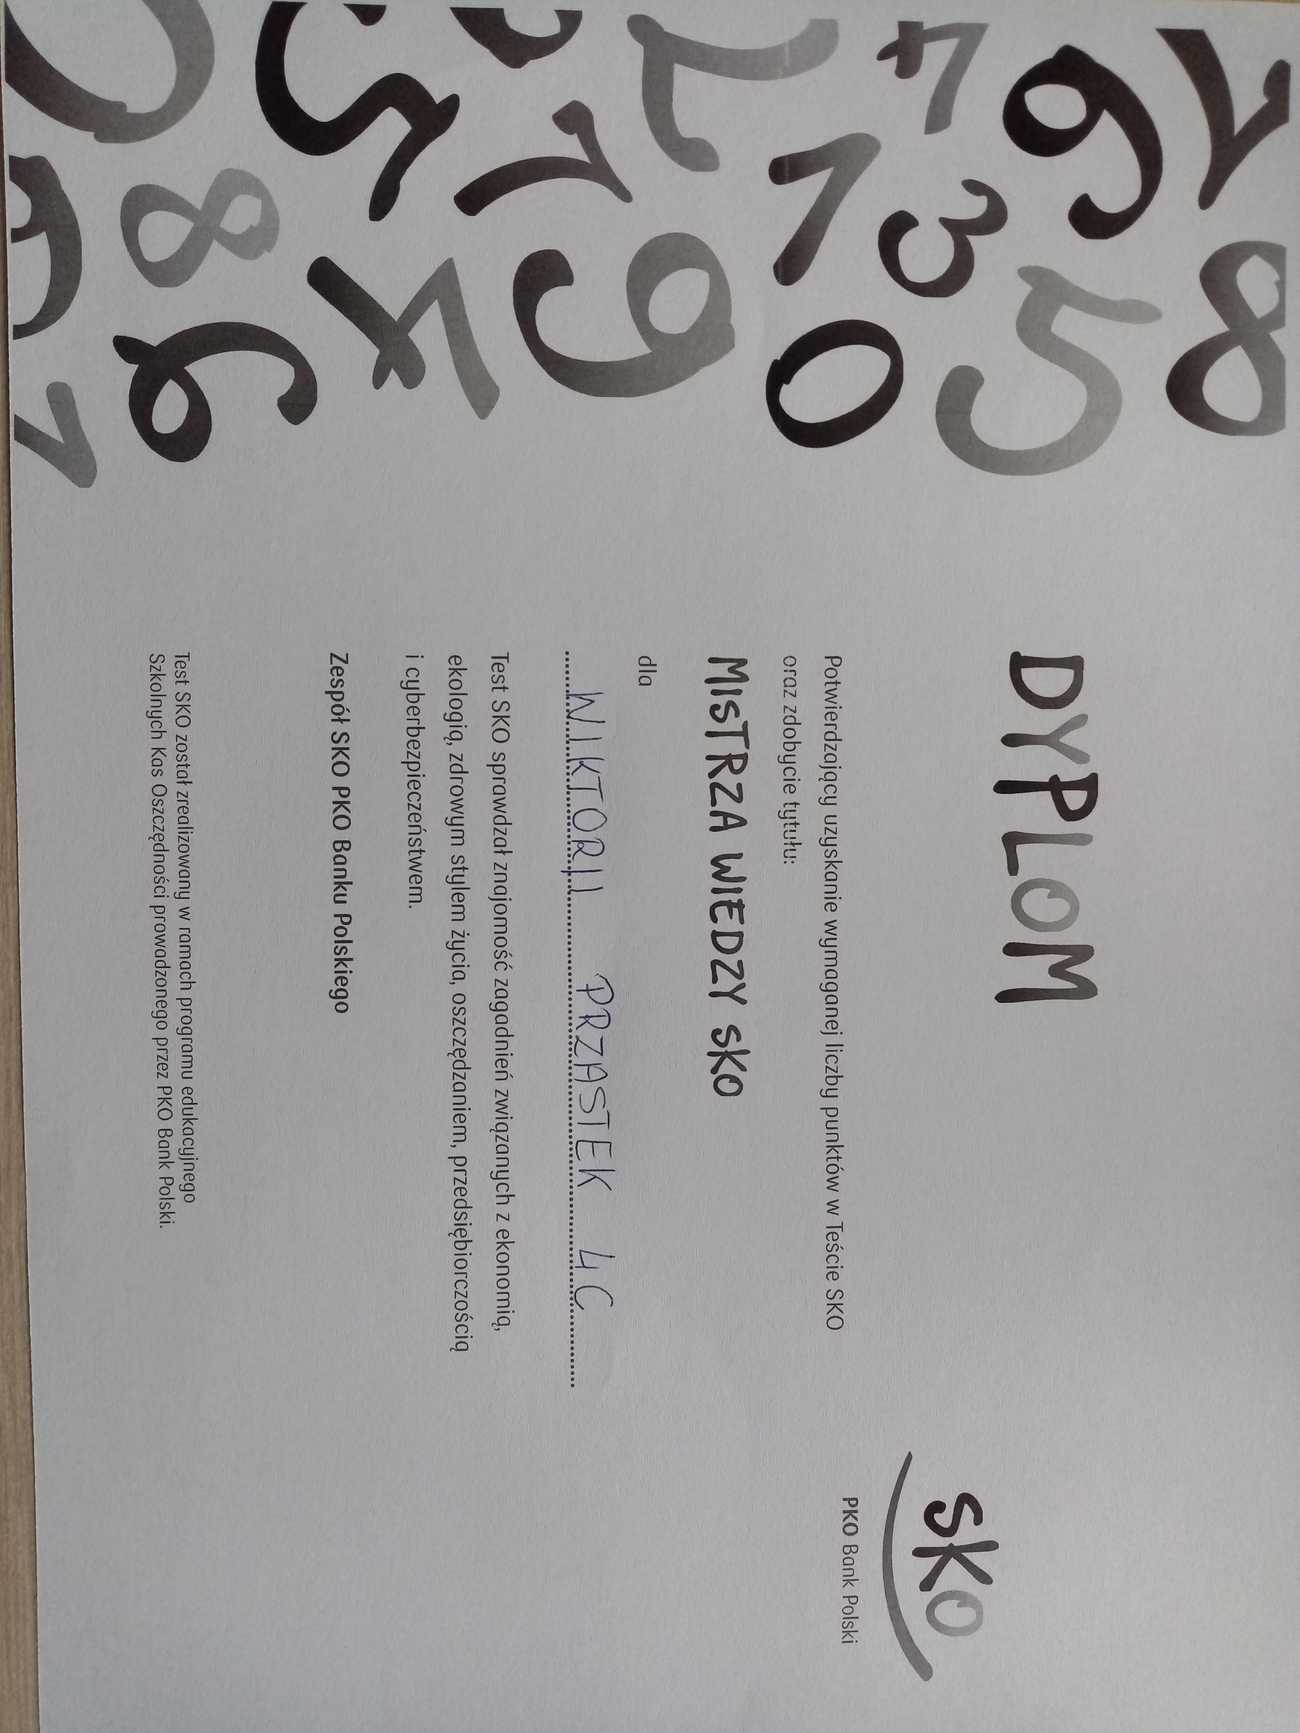 DYPLOM
Potwierdzający uzyskanie wymaganej liczby punktów w Teście SKO
oraz zdobycie tytułu:
MISTRZA WIEDZY SKO
dla
WIKTORII PRZASTEK 4C
Test SKO sprawdzał znajomość zagadnień związanych z ekonomią,
ekologią, zdrowym stylem życia, oszczędzaniem, przedsiębiorczością
i cyberbezpieczeństwem.
Zespół SKO PKO Banku Polskiego
Test SKO został zrealizowany w ramach programu edukacyjnego
Szkolnych Kas Oszczędności prowadzonego przez PKO Bank Polski.
SKO
PKO Bank Polski